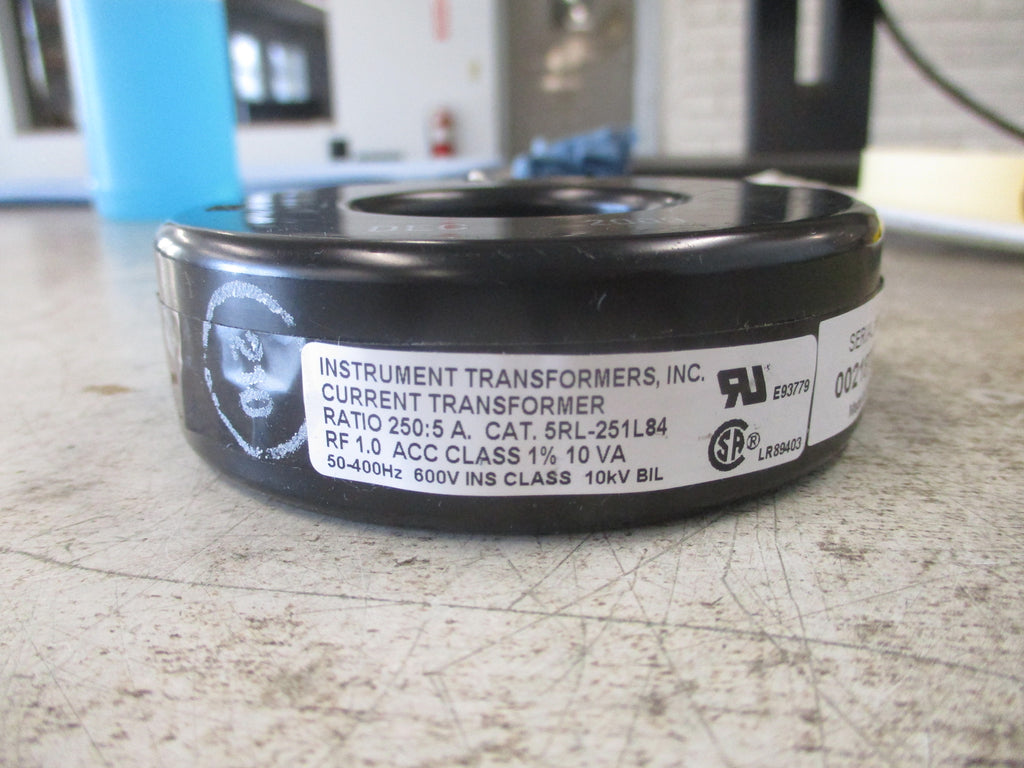 INSTRUMENT TRANSFORMERS, INC.
CURRENT TRANSFORMER
RATIO 250:5 A. CAT. 5RL-251L84
RF 1.0 ACC CLASS 1% 10 VA
50-400Hz 600V INS CLASS 10kV BIL
E93779
LR89403